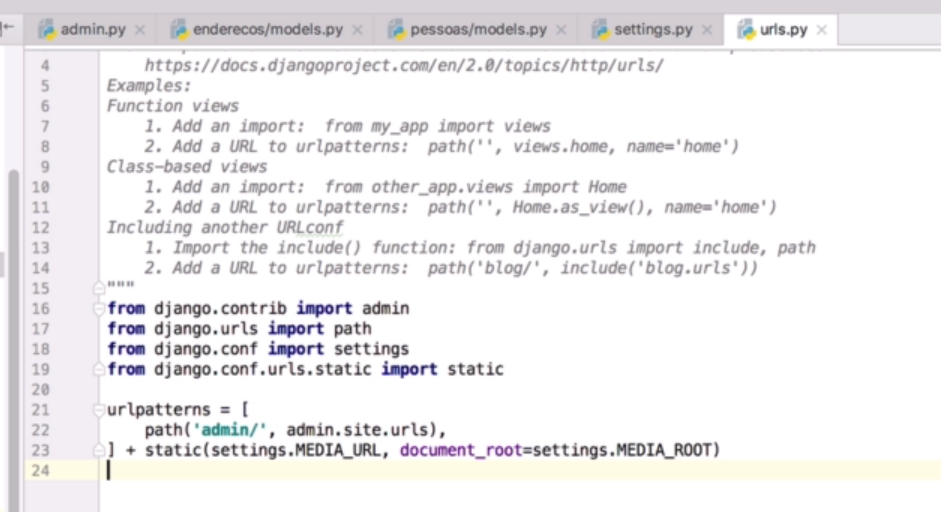 admin.py × enderecos/models.py × pessoas/models.py × settings.py × urls.py ×
4 https://docs.djangoproject.com/en/2.0/topics/http/urls/
5 Examples:
6 Function views
7 1. Add an import:  from my_app import views
8 2. Add a URL to urlpatterns:  path('', views.home, name='home')
9 Class-based views
10 1. Add an import:  from other_app.views import Home
11 2. Add a URL to urlpatterns:  path('', Home.as_view(), name='home')
12 Including another URLconf
13 1. Import the include() function: from django.urls import include, path
14 2. Add a URL to urlpatterns:  path('blog/', include('blog.urls'))
15 """
16 from django.contrib import admin
17 from django.urls import path
18 from django.conf import settings
19 from django.conf.urls.static import static
20
21 urlpatterns = [
22 path('admin/', admin.site.urls),
23 ] + static(settings.MEDIA_URL, document_root=settings.MEDIA_ROOT)
24